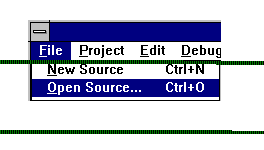 File Project Edit Debug
New Source Ctrl+N
Open Source... Ctrl+O